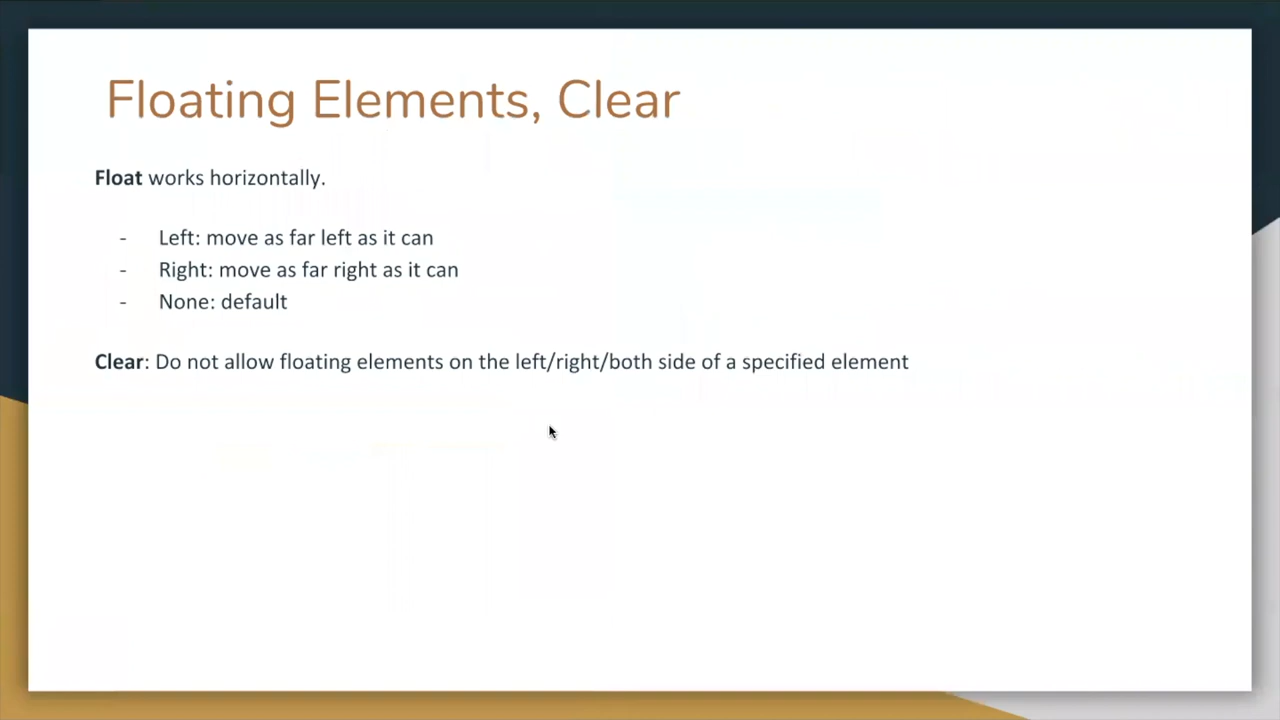 Floating Elements, Clear
Float works horizontally.
- Left: move as far left as it can
- Right: move as far right as it can
- None: default
Clear: Do not allow floating elements on the left/right/both side of a specified element